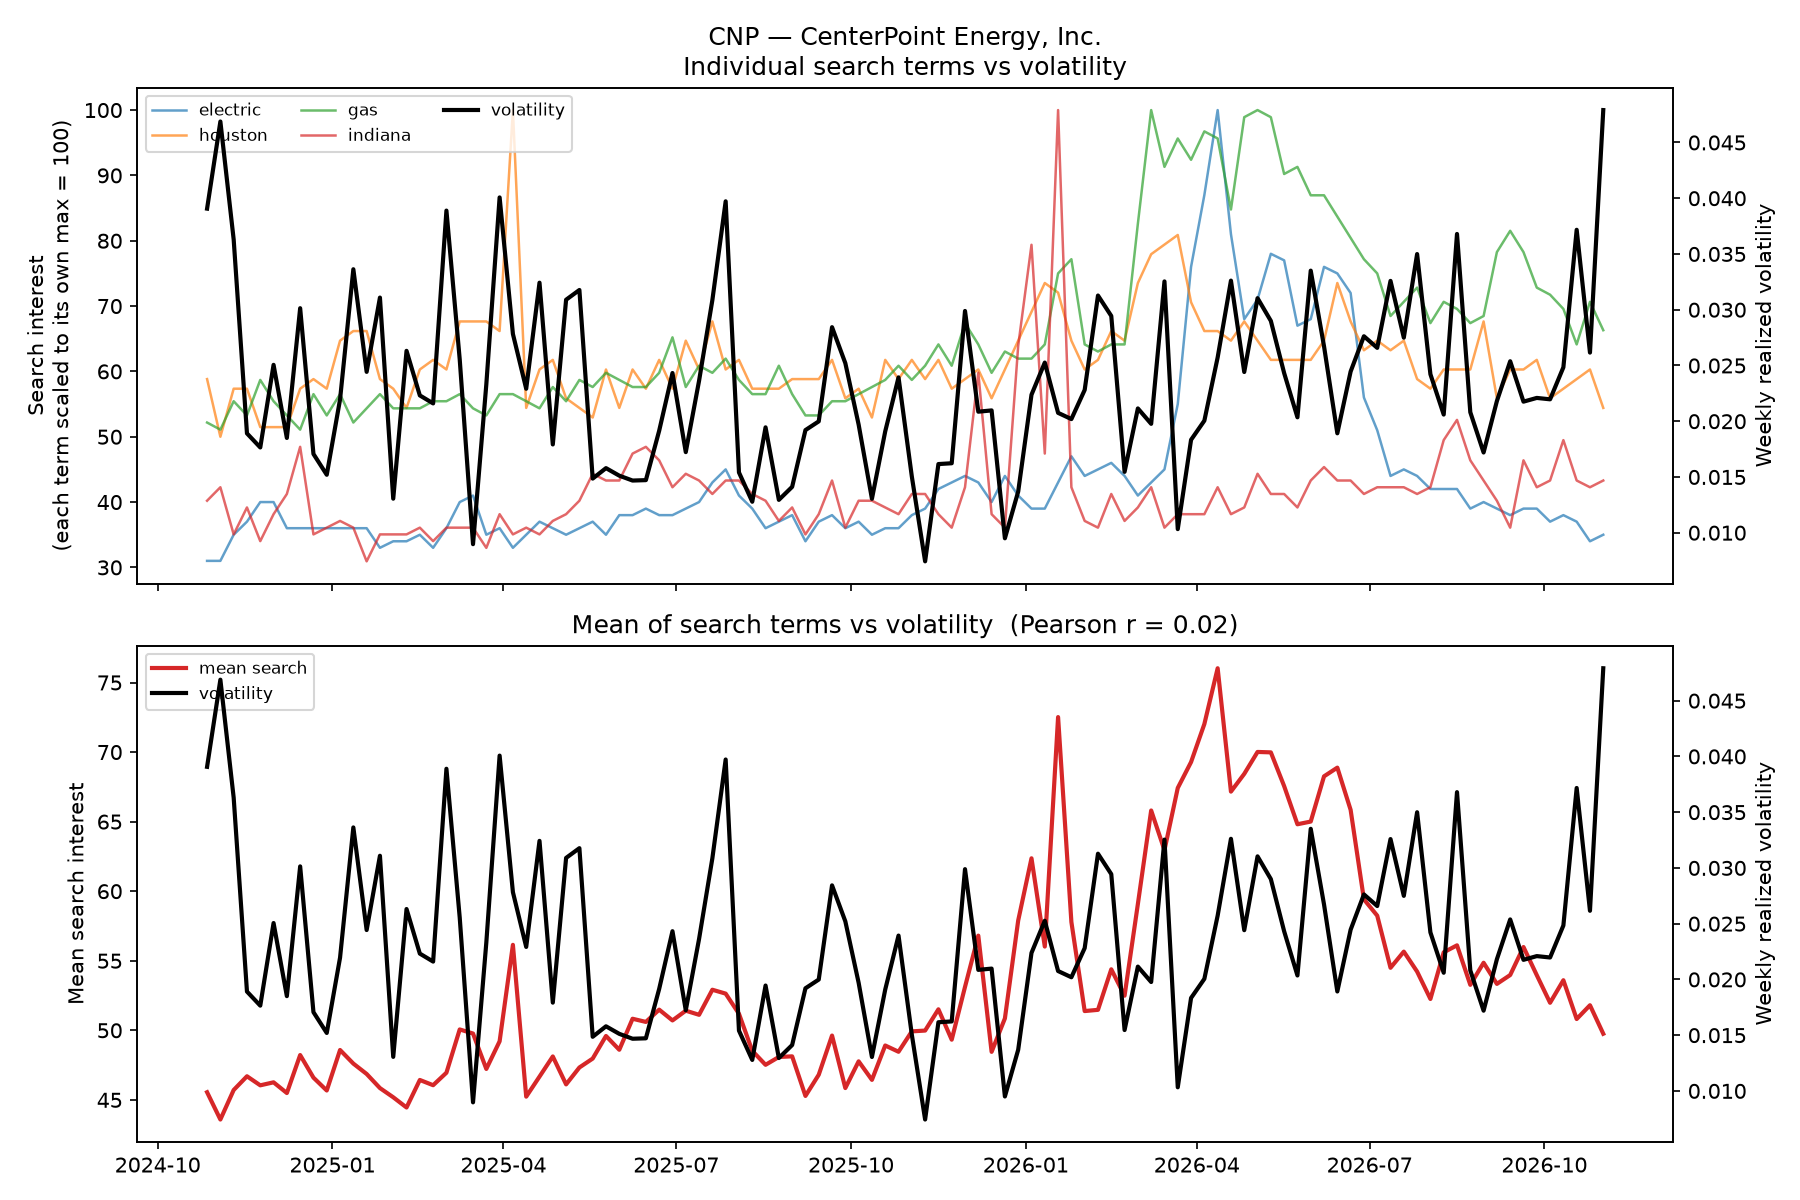 CNP — CenterPoint Energy, Inc.
Individual search terms vs volatility
electric
houston
gas
indiana
volatility
Search interest
(each term scaled to its own max = 100)
100
90
80
70
60
50
40
30
0.045
0.040
0.035
0.030
0.025
0.020
0.015
0.010
Weekly realized volatility
Mean of search terms vs volatility (Pearson r = 0.02)
mean search
volatility
Mean search interest
75
70
65
60
55
50
45
0.045
0.040
0.035
0.030
0.025
0.020
0.015
0.010
Weekly realized volatility
2024-10
2025-01
2025-04
2025-07
2025-10
2026-01
2026-04
2026-07
2026-10